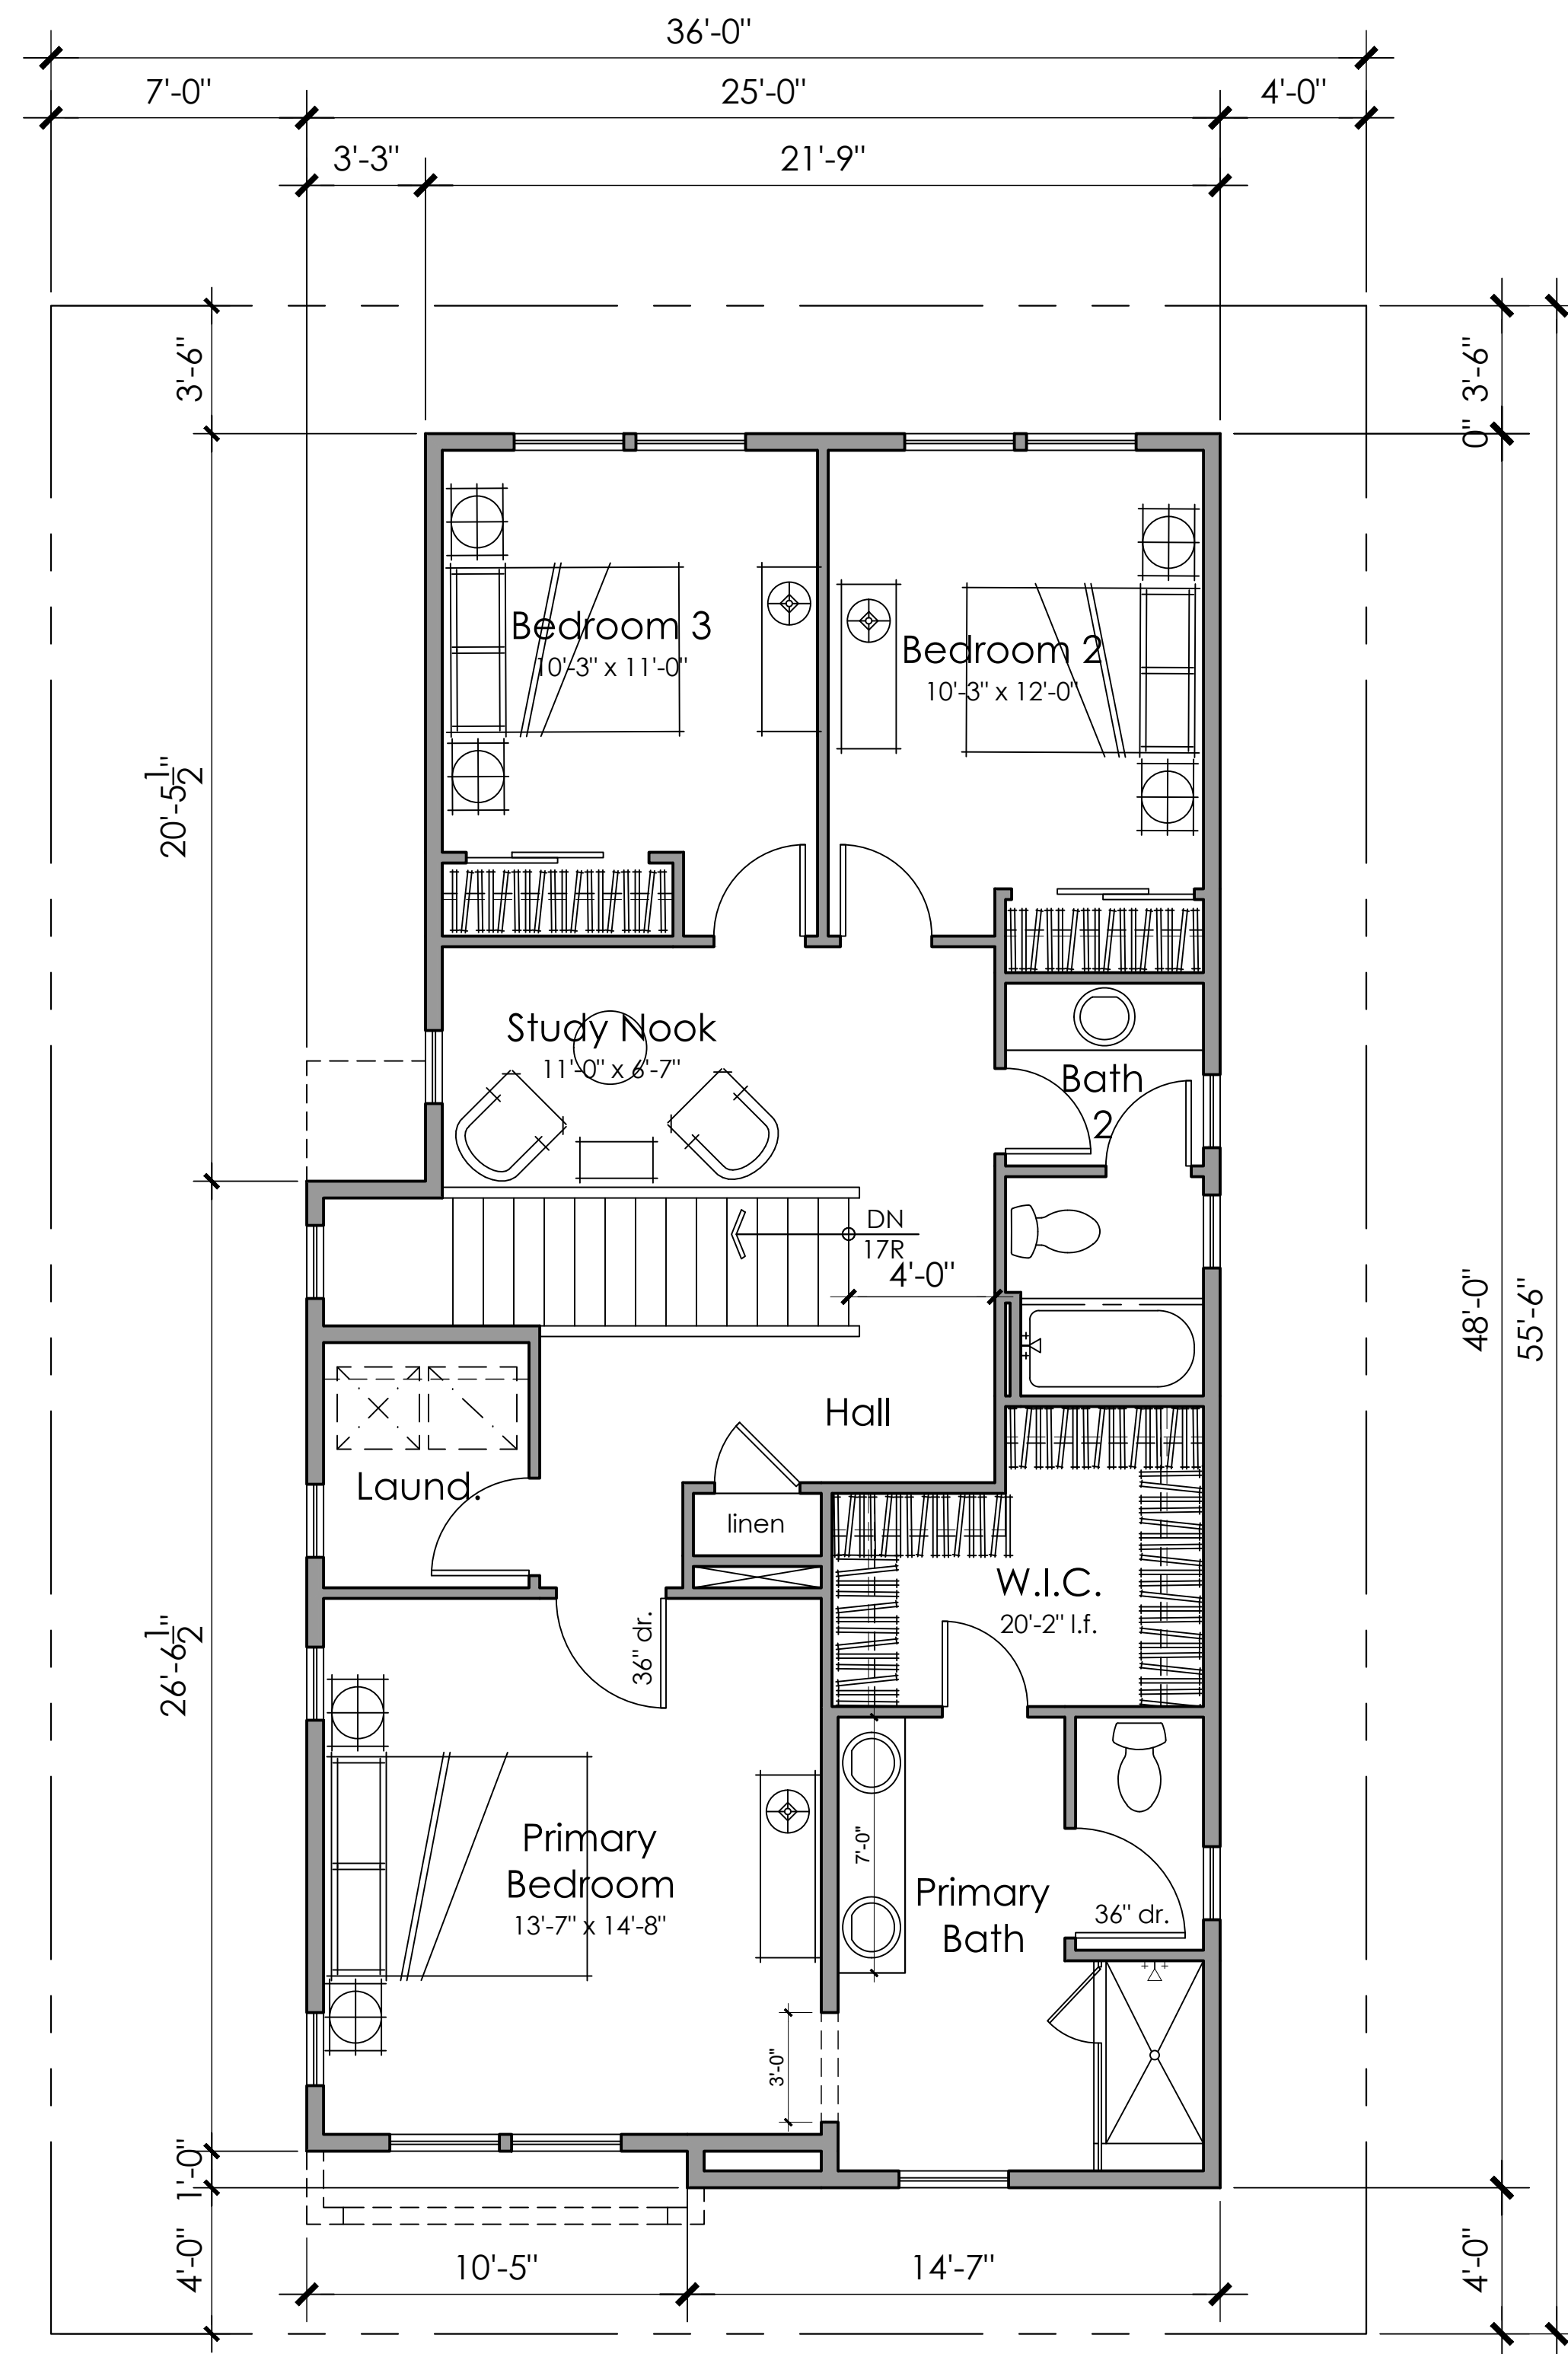 36'-0"
7'-0"
25'-0"
4'-0"
3'-3"
21'-9"
3'-6"
3'-6"
0"
Bedroom 3
10'-3" x 11'-0"
Bedroom 2
10'-3" x 12'-0"
20'-5 1/2"
Study Nook
11'-0" x 6'-7"
Bath
2
DN
17R
4'-0"
48'-0"
55'-6"
Hall
Laund.
linen
W.I.C.
20'-2" l.f.
36" dr.
26'-6 1/2"
Primary
Bedroom
13'-7" x 14'-8"
7'-0"
Primary
Bath
36" dr.
3'-0"
1'-0"
4'-0"
10'-5"
14'-7"
4'-0"